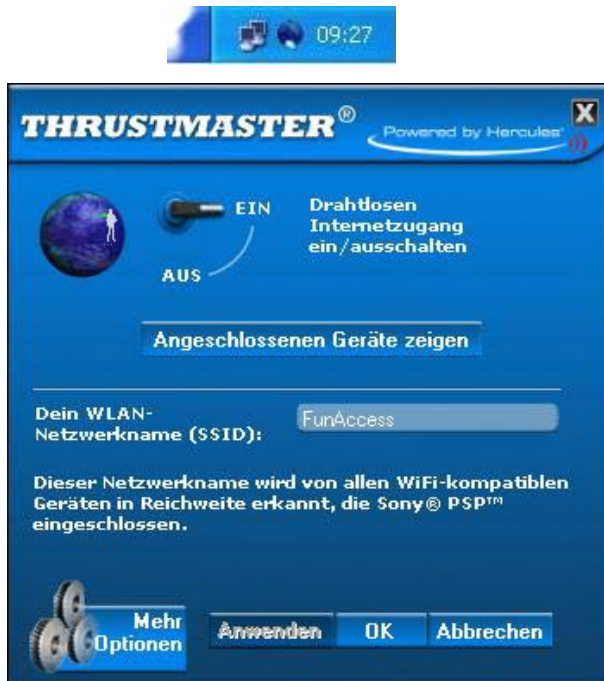 09:27
THRUSTMASTER®
Powered by Hercules
X
EIN
AUS
Drahtlosen
Internetzugang
ein/ausschalten
Angeschlossenen Geräte zeigen
Dein WLAN-
Netzwerkname (SSID):
FunAccess
Dieser Netzwerkname wird von allen WiFi-kompatiblen
Geräten in Reichweite erkannt, die Sony® PSP™
eingeschlossen.
Mehr
Optionen
Anwenden
OK
Abbrechen